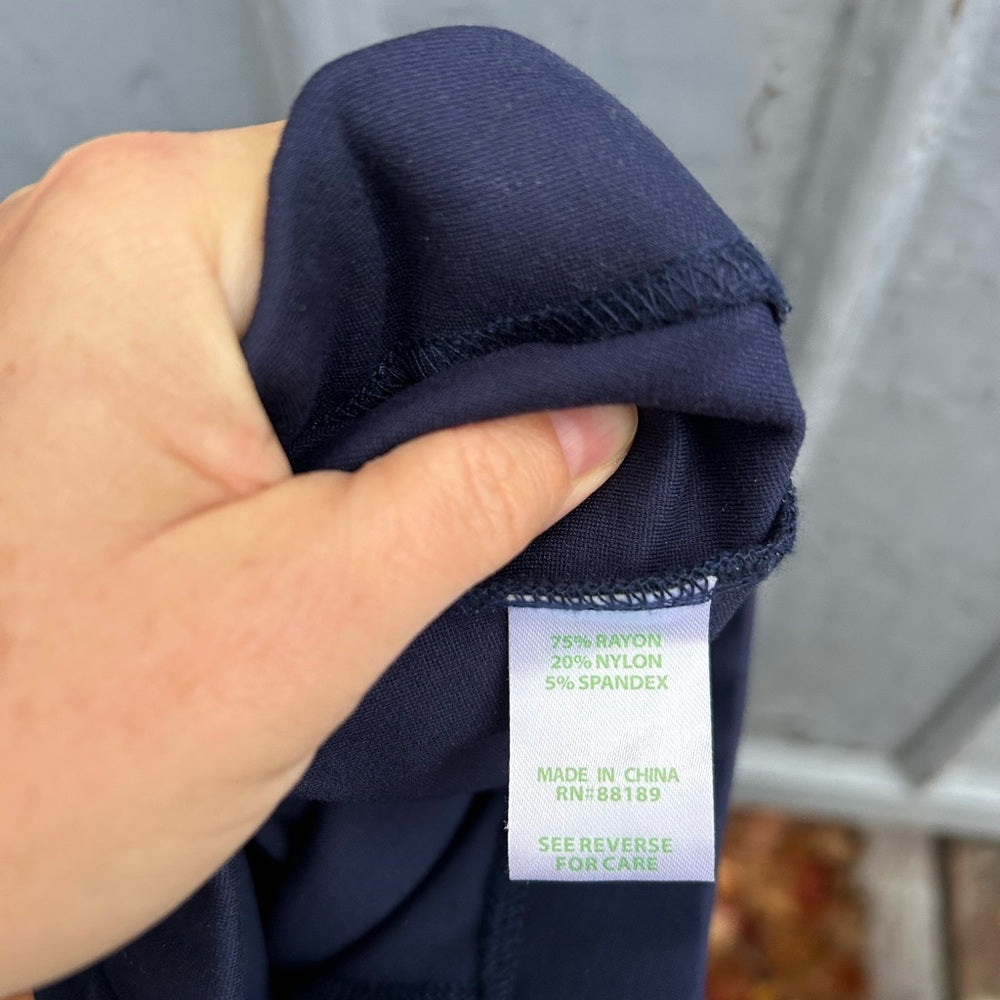 75% RAYON
20% NYLON
5% SPANDEX
MADE IN CHINA
RN#88189
SEE REVERSE
FOR CARE